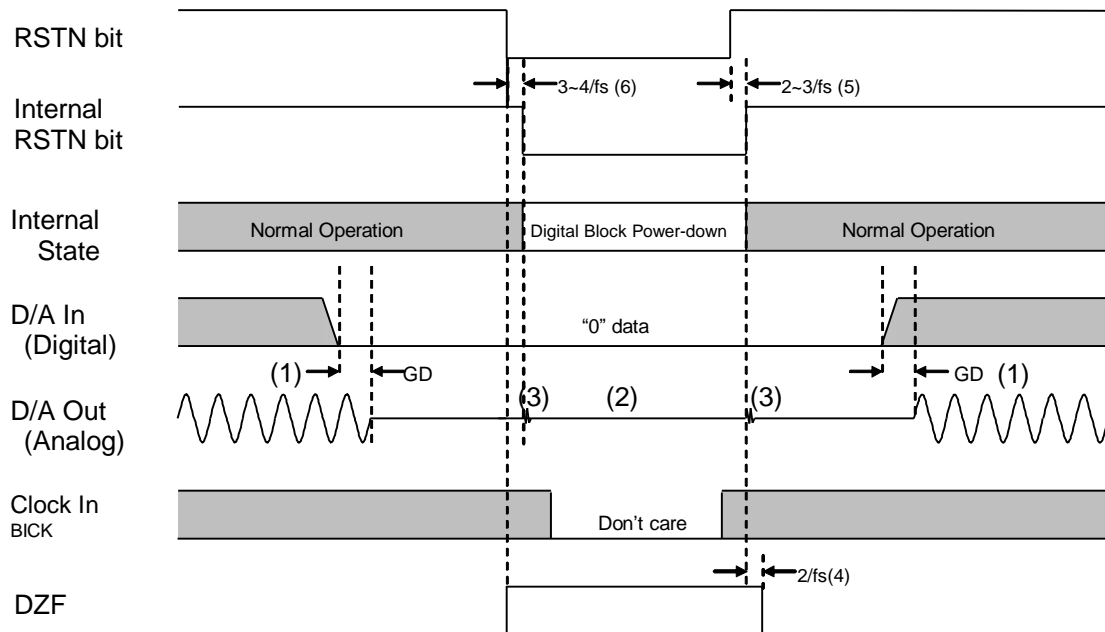 RSTN bit
3~4/fs (6)
2~3/fs (5)
Internal
RSTN bit
Internal
State
Normal Operation
Digital Block Power-down
Normal Operation
D/A In
(Digital)
“0” data
(1)
GD
GD
(1)
D/A Out
(Analog)
(3)
(2)
(3)
Clock In
BICK
Don’t care
2/fs(4)
DZF